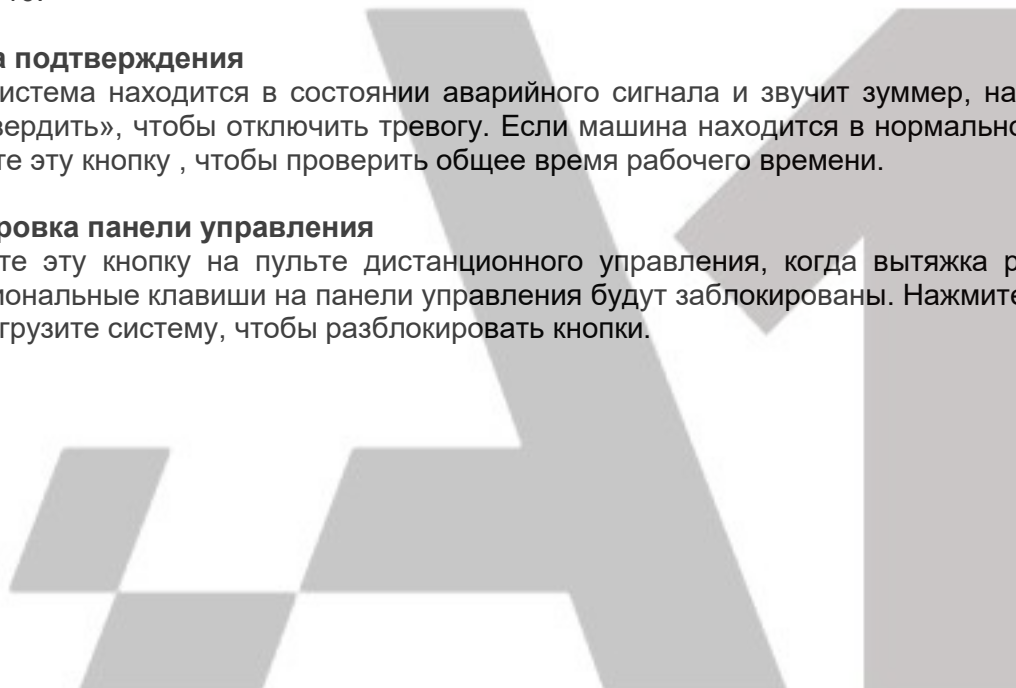 а подтверждения
истема находится в состоянии аварийного сигнала и звучит зуммер, на
вердить», чтобы отключить тревогу. Если машина находится в нормально
те эту кнопку , чтобы проверить общее время рабочего времени.
ровка панели управления
те эту кнопку на пульте дистанционного управления, когда вытяжка р
иональные клавиши на панели управления будут заблокированы. Нажмите
грузите систему, чтобы разблокировать кнопки.